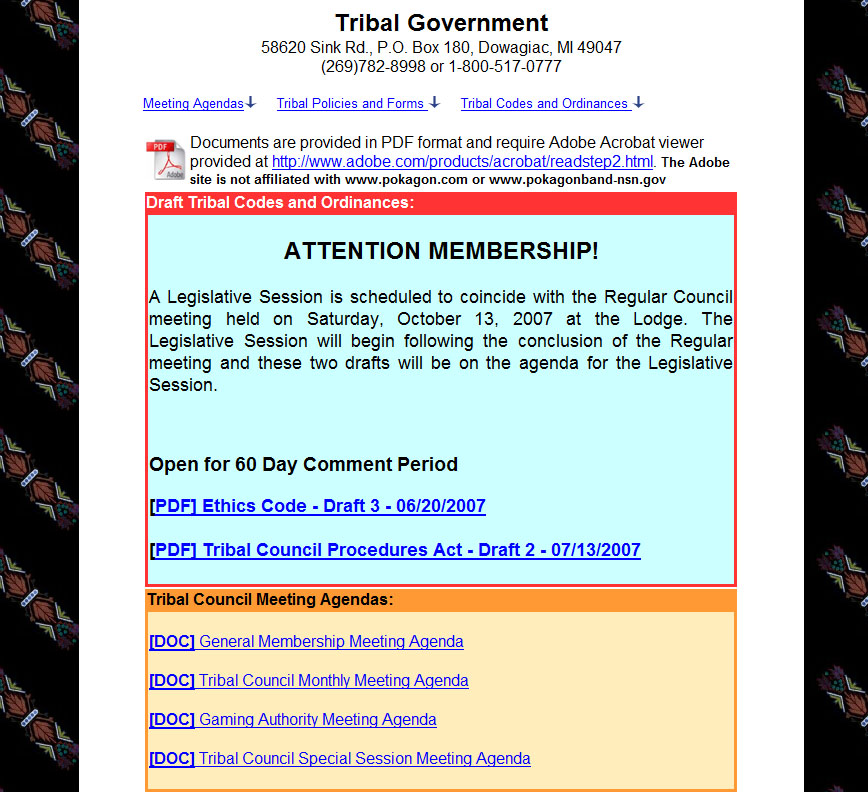 Tribal Government
58620 Sink Rd., P.O. Box 180, Dowagiac, MI 49047
(269)782-8998 or 1-800-517-0777
Meeting Agendas Tribal Policies and Forms Tribal Codes and Ordinances
PDF
Adobe
Documents are provided in PDF format and require Adobe Acrobat viewer
provided at http://www.adobe.com/products/acrobat/readstep2.html. The Adobe
site is not affiliated with www.pokagon.com or www.pokagonband-nsn.gov
Draft Tribal Codes and Ordinances:
ATTENTION MEMBERSHIP!
A Legislative Session is scheduled to coincide with the Regular Council
meeting held on Saturday, October 13, 2007 at the Lodge. The
Legislative Session will begin following the conclusion of the Regular
meeting and these two drafts will be on the agenda for the Legislative
Session.
Open for 60 Day Comment Period
[PDF] Ethics Code - Draft 3 - 06/20/2007
[PDF] Tribal Council Procedures Act - Draft 2 - 07/13/2007
Tribal Council Meeting Agendas:
[DOC] General Membership Meeting Agenda
[DOC] Tribal Council Monthly Meeting Agenda
[DOC] Gaming Authority Meeting Agenda
[DOC] Tribal Council Special Session Meeting Agenda